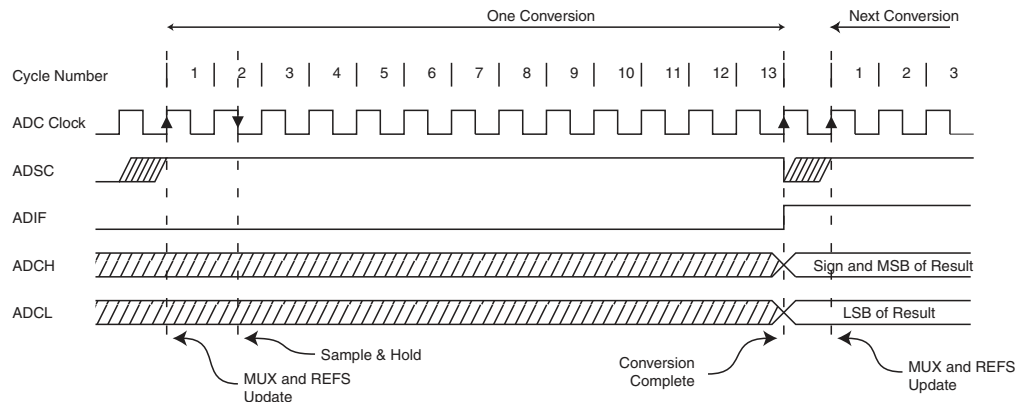 One Conversion
Next Conversion
Cycle Number 1 2 3 4 5 6 7 8 9 10 11 12 13 1 2 3
ADC Clock
ADSC
ADIF
ADCH
Sign and MSB of Result
ADCL
LSB of Result
Sample & Hold
MUX and REFS
Update
Conversion
Complete
MUX and REFS
Update